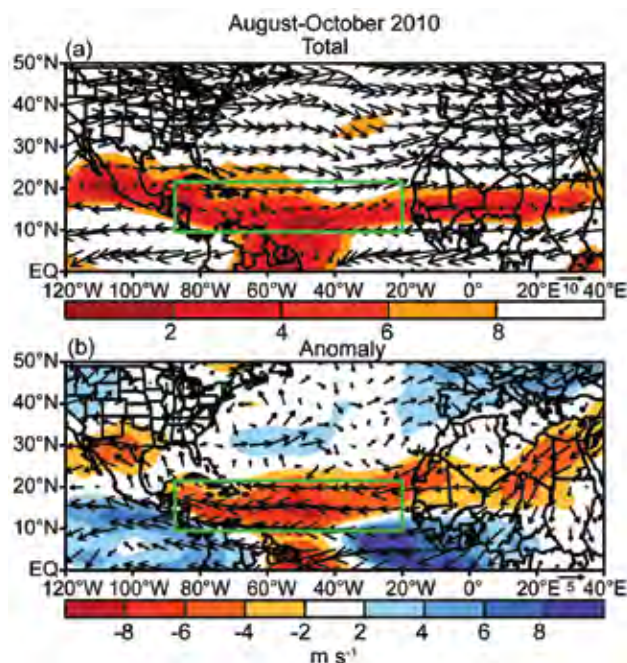 August-October 2010
(a) Total
50°N
40°N
30°N
20°N
10°N
EQ
120°W 100°W 80°W 60°W 40°W 20°W 0° 20°E 10 40°E
2 4 6 8
(b) Anomaly
50°N
40°N
30°N
20°N
10°N
EQ
120°W 100°W 80°W 60°W 40°W 20°W 0° 20°E 5 40°E
-8 -6 -4 -2 2 4 6 8
m s⁻¹